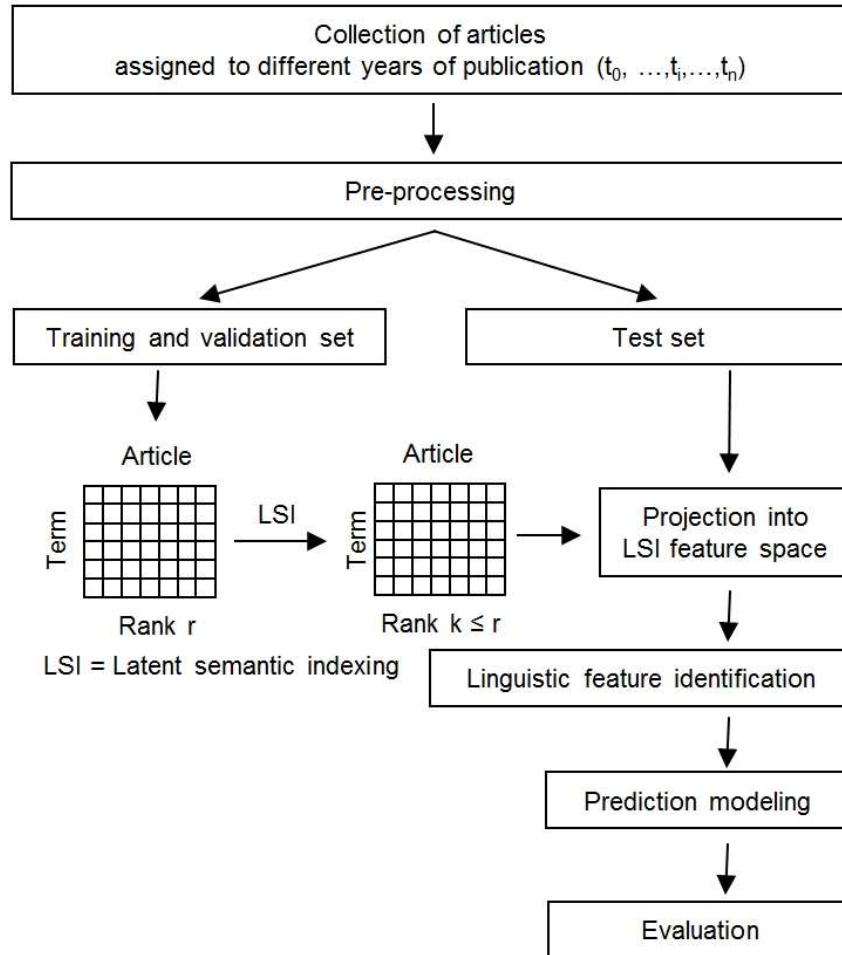 Collection of articles
assigned to different years of publication (t₀, …,tᵢ,…,tₙ)
Pre-processing
Training and validation set
Test set
Article
Term
Rank r
LSI
Article
Term
Rank k ≤ r
LSI = Latent semantic indexing
Projection into
LSI feature space
Linguistic feature identification
Prediction modeling
Evaluation